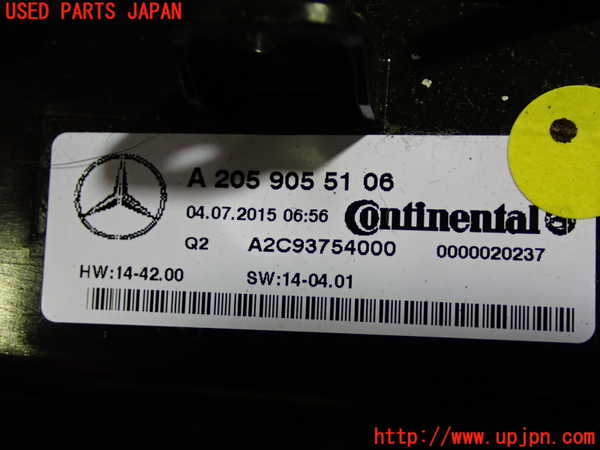 USED PARTS JAPAN
A 205 905 51 06
04.07.2015 06:56 Continental
Q2 A2C93754000 0000020237
HW:14-42.00 SW:14-04.01
http://www.upjpn.com/